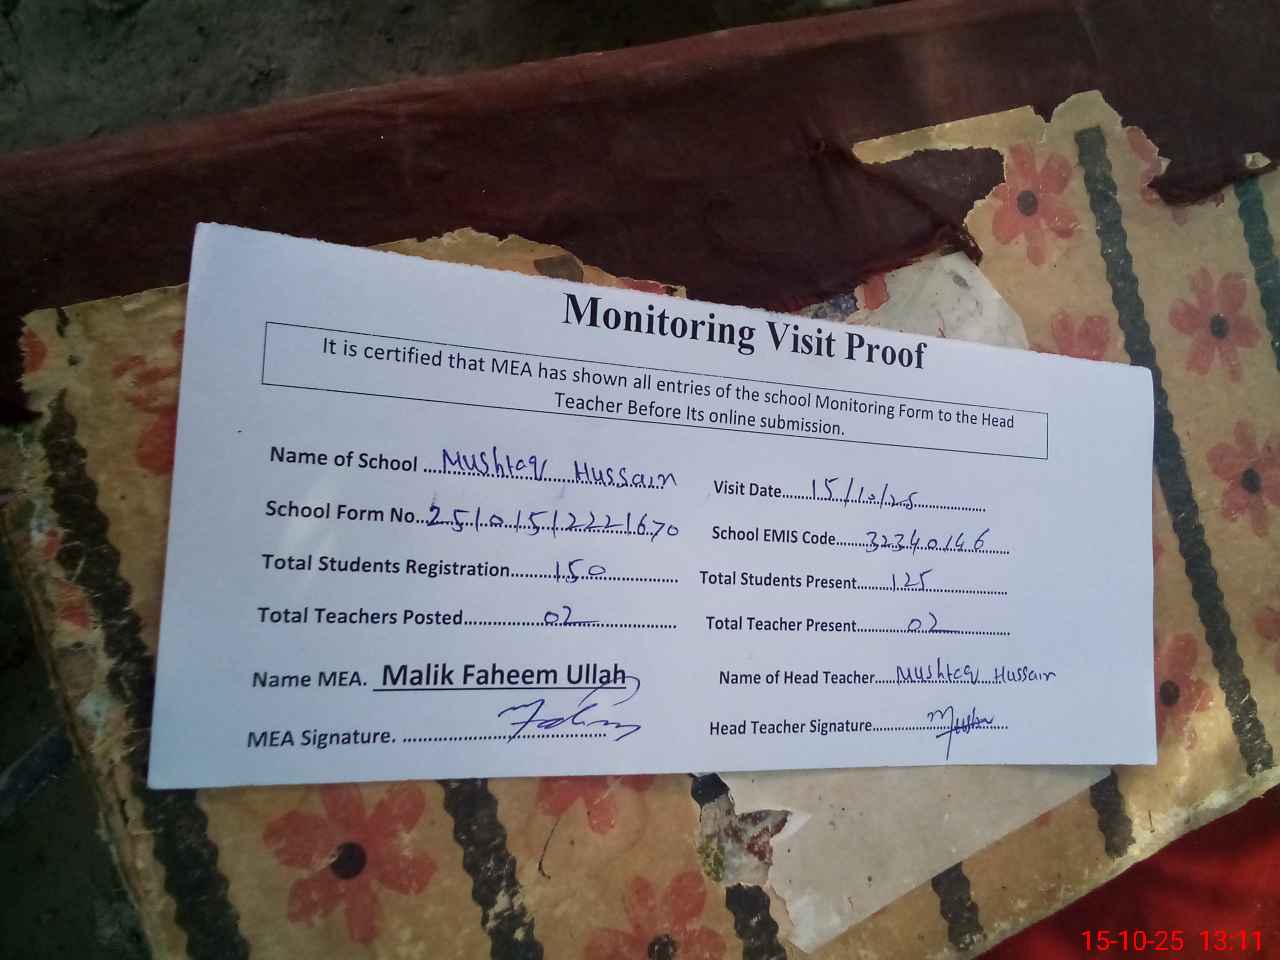 Monitoring Visit Proof
It is certified that MEA has shown all entries of the school Monitoring Form to the Head
Teacher Before Its online submission.
Name of School ......Mushtaq Hussain
Visit Date......15/10/25
School Form No...251015122221670
School EMIS Code......32340146
Total Students Registration......150
Total Students Present......125
Total Teachers Posted......02
Total Teacher Present......02
Name MEA. Malik Faheem Ullah
Name of Head Teacher......Mushtaq Hussain
MEA Signature. ......
Head Teacher Signature......
15-10-25 13:11